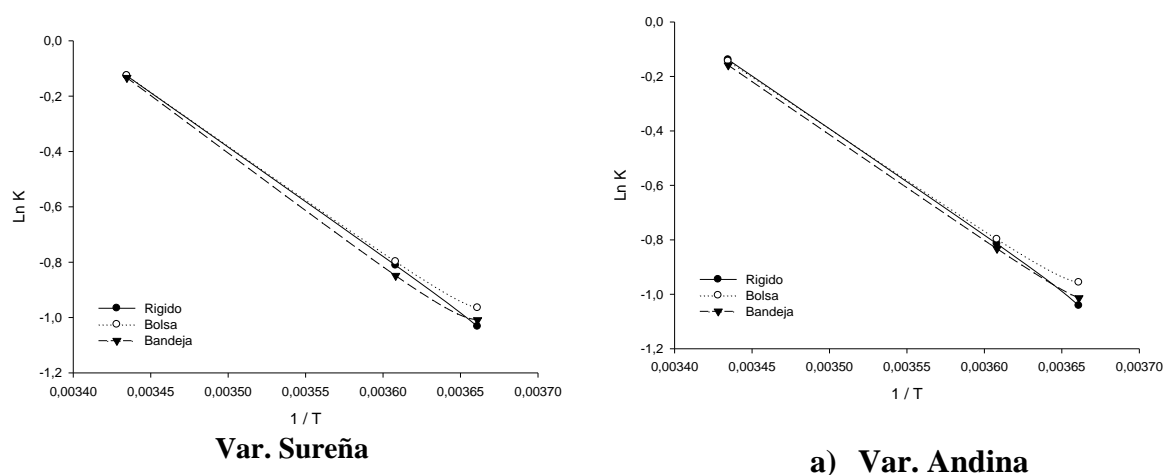 0,0
-0,2
-0,4
-0,6
-0,8
-1,0
-1,2
Ln K
Rigido
Bolsa
Bandeja
0,00340 0,00345 0,00350 0,00355 0,00360 0,00365 0,00370
1 / T
Var. Sureña
0,0
-0,2
-0,4
-0,6
-0,8
-1,0
-1,2
Ln K
Rigido
Bolsa
Bandeja
0,00340 0,00345 0,00350 0,00355 0,00360 0,00365 0,00370
1 / T
a) Var. Andina